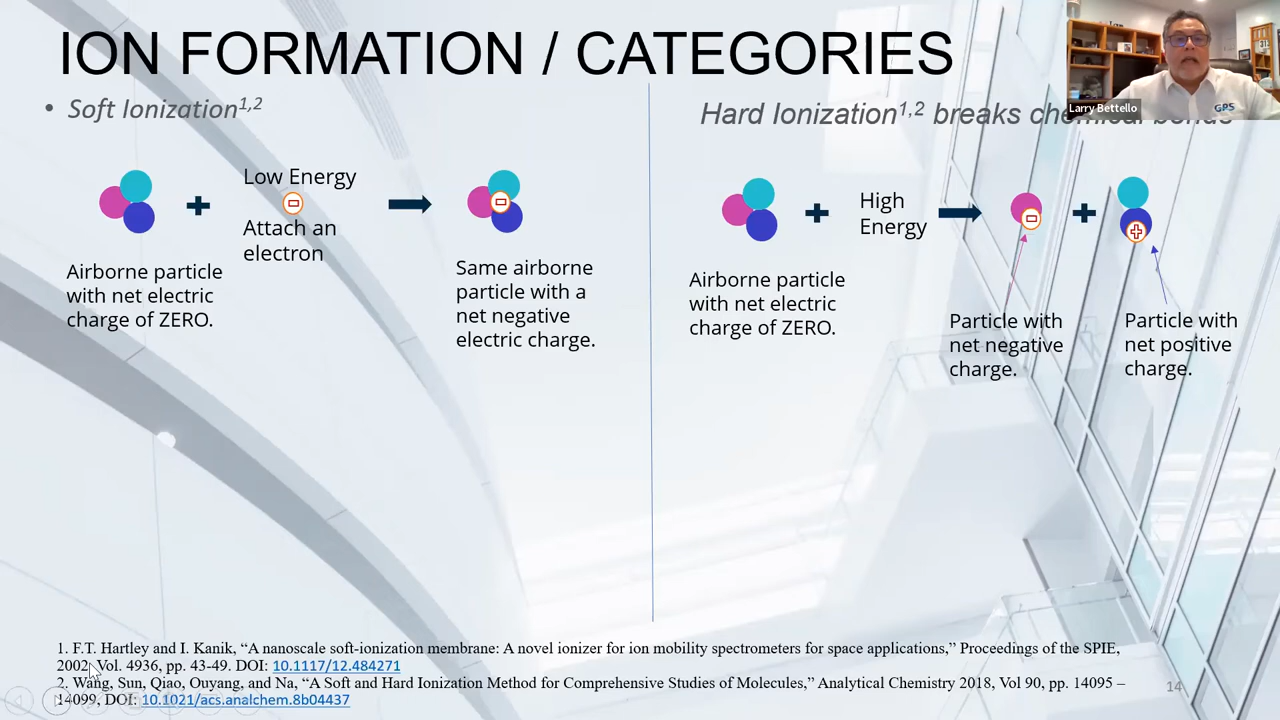 ION FORMATION / CATEGORIES
• Soft Ionization1,2
Low Energy
Attach an
electron
Airborne particle
with net electric
charge of ZERO.
Same airborne
particle with a
net negative
electric charge.
Hard Ionization1,2 breaks chemical bonds
High
Energy
Airborne particle
with net electric
charge of ZERO.
Particle with
net negative
charge.
Particle with
net positive
charge.
Larry Bettello
GPS
1. F.T. Hartley and I. Kanik, “A nanoscale soft-ionization membrane: A novel ionizer for ion mobility spectrometers for space applications,” Proceedings of the SPIE,
2002, Vol. 4936, pp. 43-49. DOI: 10.1117/12.484271
2. Wang, Sun, Qiao, Ouyang, and Na, “A Soft and Hard Ionization Method for Comprehensive Studies of Molecules,” Analytical Chemistry 2018, Vol 90, pp. 14095 –
14099, DOI: 10.1021/acs.analchem.8b04437
14